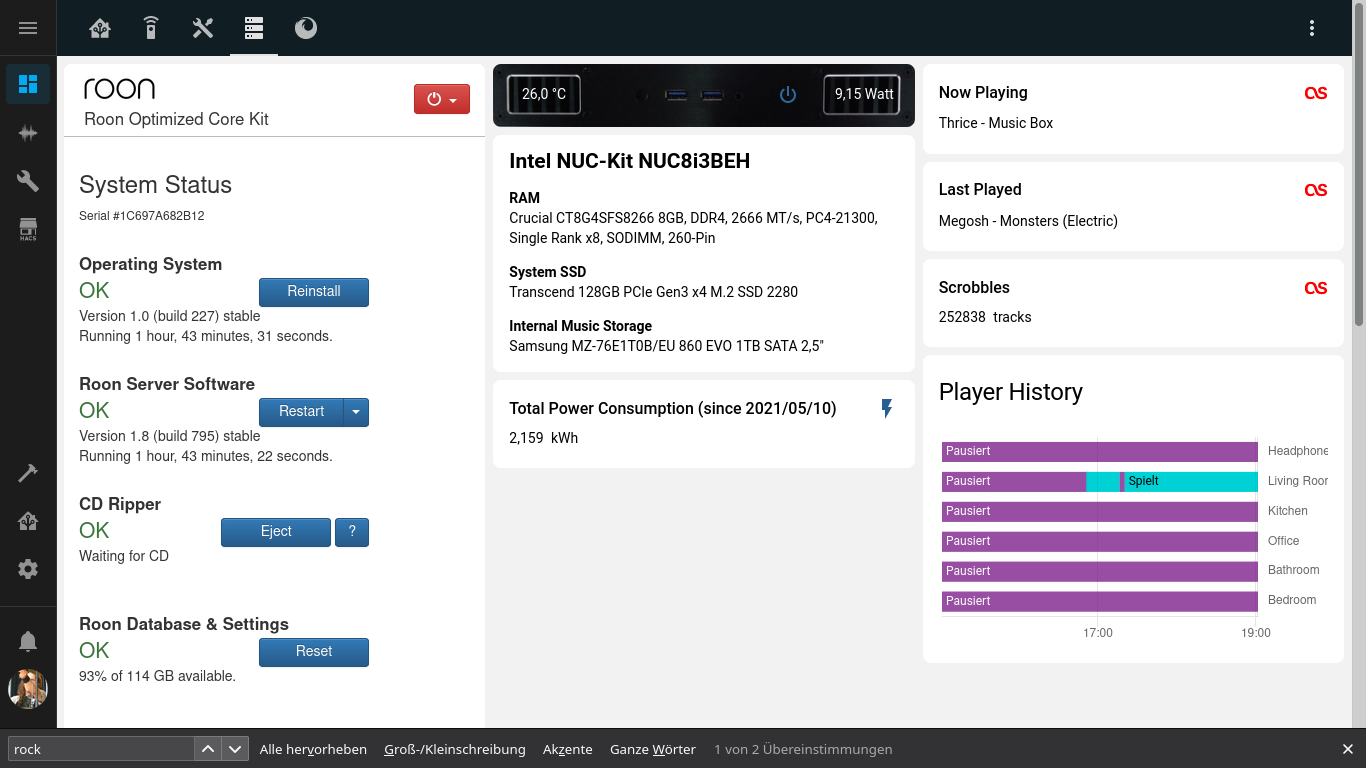 HACS
roon
Roon Optimized Core Kit
System Status
Serial #1C697A682B12
Operating System
OK
Reinstall
Version 1.0 (build 227) stable
Running 1 hour, 43 minutes, 31 seconds.
Roon Server Software
OK
Restart
Version 1.8 (build 795) stable
Running 1 hour, 43 minutes, 22 seconds.
CD Ripper
OK
Eject
?
Waiting for CD
Roon Database & Settings
OK
Reset
93% of 114 GB available.
26,0 °C
9,15 Watt
Intel NUC-Kit NUC8i3BEH
RAM
Crucial CT8G4SFS8266 8GB, DDR4, 2666 MT/s, PC4-21300,
Single Rank x8, SODIMM, 260-Pin
System SSD
Transcend 128GB PCIe Gen3 x4 M.2 SSD 2280
Internal Music Storage
Samsung MZ-76E1T0B/EU 860 EVO 1TB SATA 2,5"
Total Power Consumption (since 2021/05/10)
2,159 kWh
Now Playing
Thrice - Music Box
Last Played
Megosh - Monsters (Electric)
Scrobbles
252838 tracks
Player History
Pausiert
Headphone
Pausiert
Spielt
Living Roor
Pausiert
Kitchen
Pausiert
Office
Pausiert
Bathroom
Pausiert
Bedroom
17:00
19:00
rock
Alle hervorheben
Groß-/Kleinschreibung
Akzente
Ganze Wörter
1 von 2 Übereinstimmungen